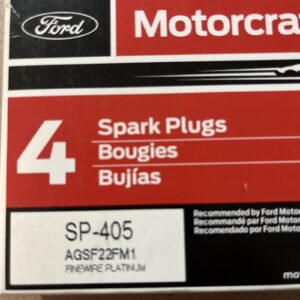 Ford
Motorcra
4
Spark Plugs
Bougies
Bujías
SP-405
AGSF22FM1
FINEWIRE PLATINUM
Recommended by Ford Motor
Recommandé par Ford Motor
Recomendado por Ford Motor